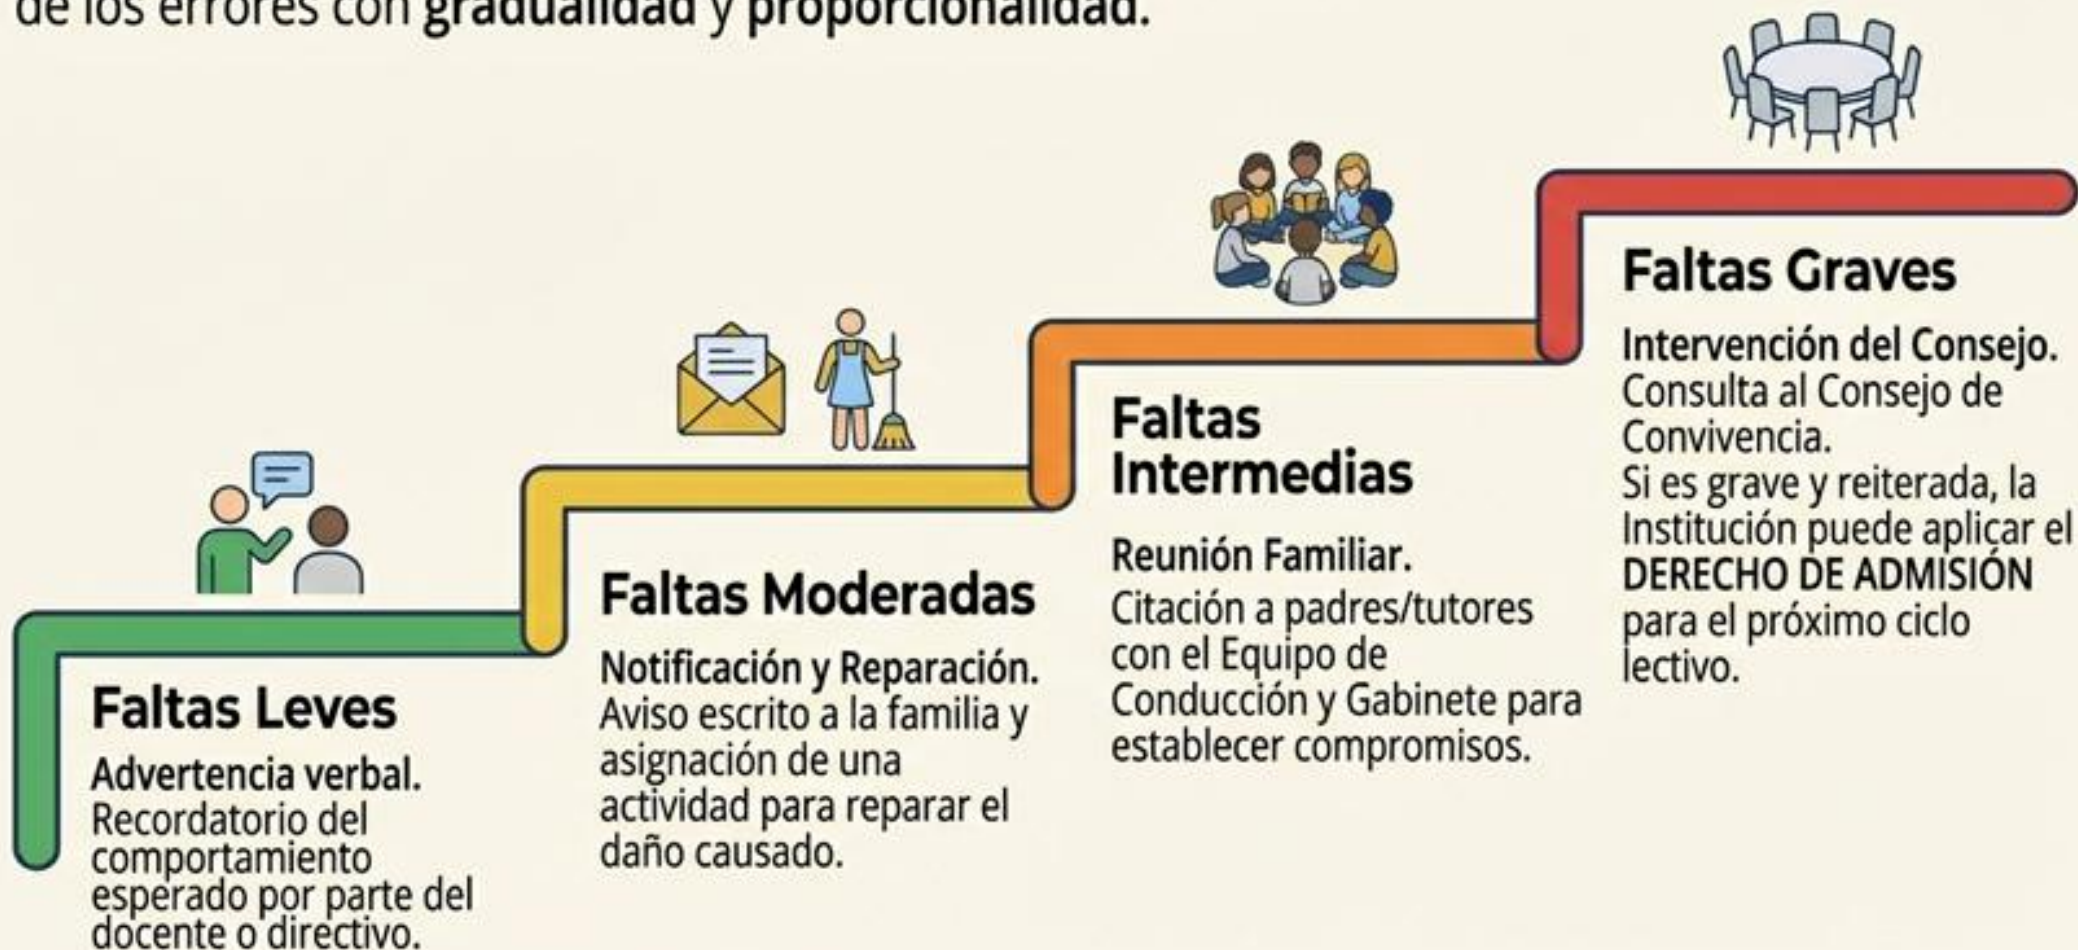 de los errores con gradualidad y proporcionalidad.
Faltas Leves
Advertencia verbal.
Recordatorio del
comportamiento
esperado por parte del
docente o directivo.
Faltas Moderadas
Notificación y Reparación.
Aviso escrito a la familia y
asignación de una
actividad para reparar el
daño causado.
Faltas
Intermedias
Reunión Familiar.
Citación a padres/tutores
con el Equipo de
Conducción y Gabinete para
establecer compromisos.
Faltas Graves
Intervención del Consejo.
Consulta al Consejo de
Convivencia.
Si es grave y reiterada, la
Institución puede aplicar el
DERECHO DE ADMISIÓN
para el próximo ciclo
lectivo.